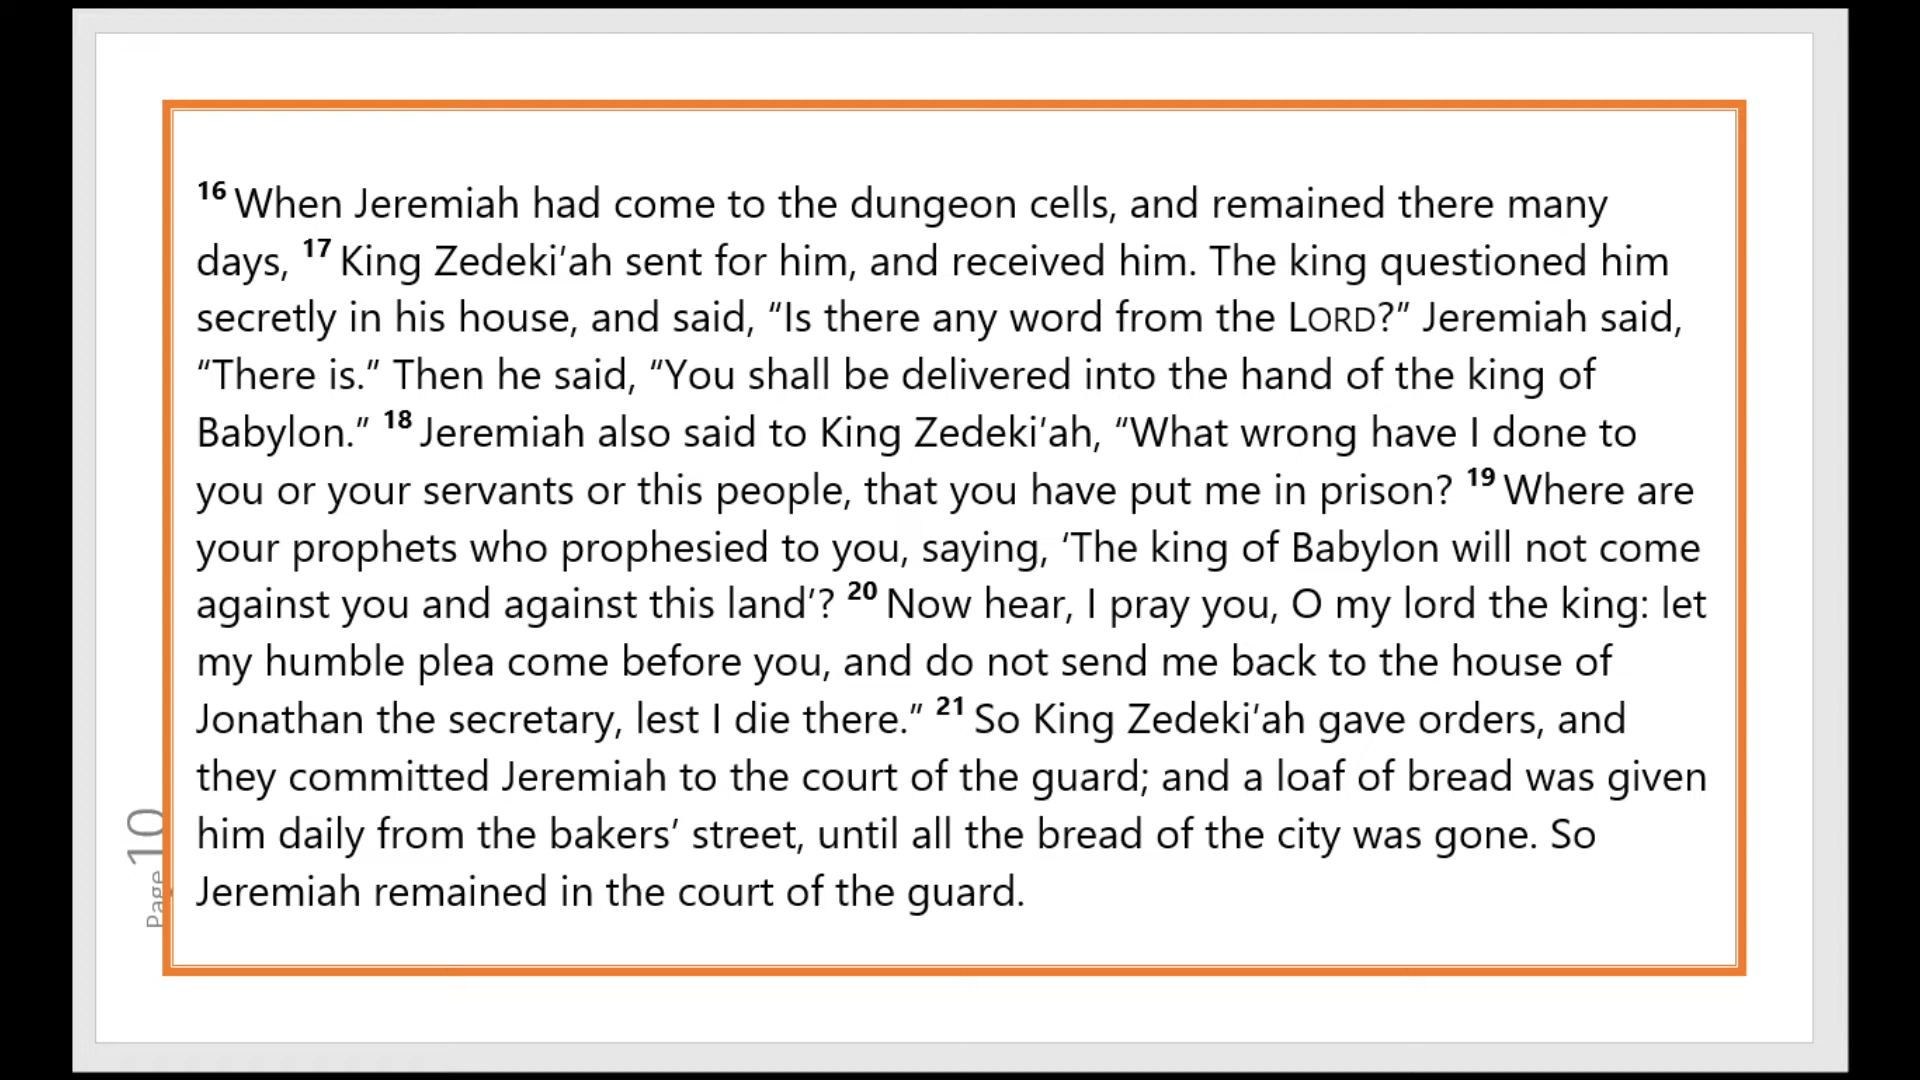 16 When Jeremiah had come to the dungeon cells, and remained there many
days, 17 King Zedeki′ah sent for him, and received him. The king questioned him
secretly in his house, and said, “Is there any word from the LORD?” Jeremiah said,
“There is.” Then he said, “You shall be delivered into the hand of the king of
Babylon.” 18 Jeremiah also said to King Zedeki′ah, “What wrong have I done to
you or your servants or this people, that you have put me in prison? 19 Where are
your prophets who prophesied to you, saying, ‘The king of Babylon will not come
against you and against this land’? 20 Now hear, I pray you, O my lord the king: let
my humble plea come before you, and do not send me back to the house of
Jonathan the secretary, lest I die there.” 21 So King Zedeki′ah gave orders, and
they committed Jeremiah to the court of the guard; and a loaf of bread was given
him daily from the bakers’ street, until all the bread of the city was gone. So
Jeremiah remained in the court of the guard.
Page 10